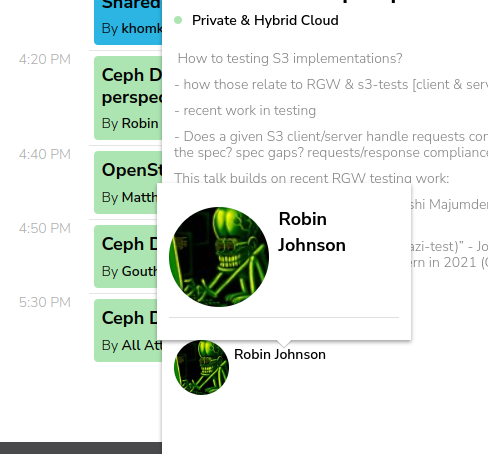 Shared
By khomk
4:20 PM
Ceph D
perspec
By Robin
4:40 PM
OpenSt
By Matth
4:50 PM
Ceph D
By Gouth
5:30 PM
Ceph D
By All Att
Private & Hybrid Cloud
How to testing S3 implementations?
- how those relate to RGW & s3-tests [client & serv
- recent work in testing
- Does a given S3 client/server handle requests cor
the spec? spec gaps? requests/response compliance
This talk builds on recent RGW testing work:
shi Majumder
azi-test)” - Jo
ern in 2021 (C
Robin
Johnson
Robin Johnson